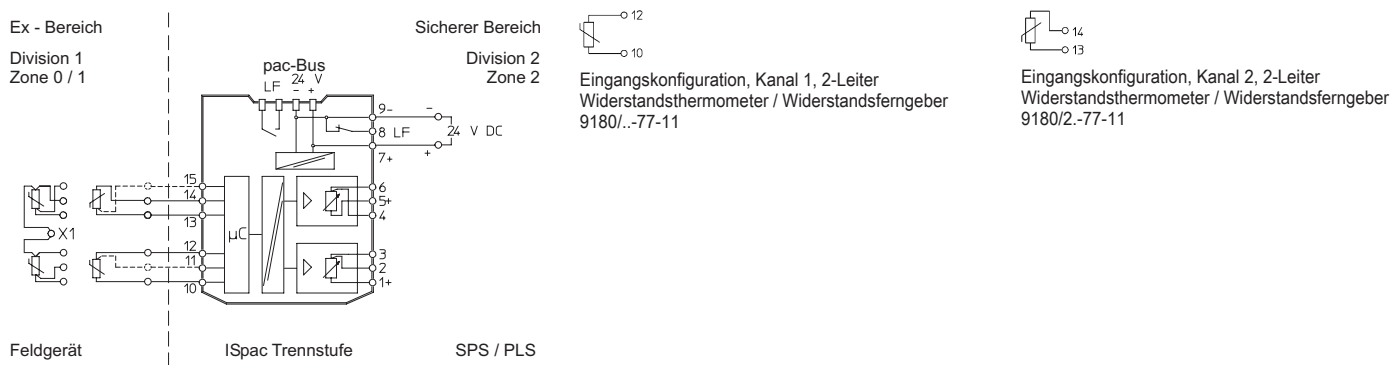 Ex - Bereich
Sicherer Bereich
Division 1
Zone 0 / 1
Division 2
Zone 2
pac-Bus
LF 24 V
- +
9-
-
8 LF
24 V DC
7+
+
15
14
13
12
11
10
X1
µC
6
5+
4
3
2
1+
Feldgerät
ISpac Trennstufe
SPS / PLS
12
10
Eingangskonfiguration, Kanal 1, 2-Leiter
Widerstandsthermometer / Widerstandsferngeber
9180/..-77-11
14
13
Eingangskonfiguration, Kanal 2, 2-Leiter
Widerstandsthermometer / Widerstandsferngeber
9180/2.-77-11